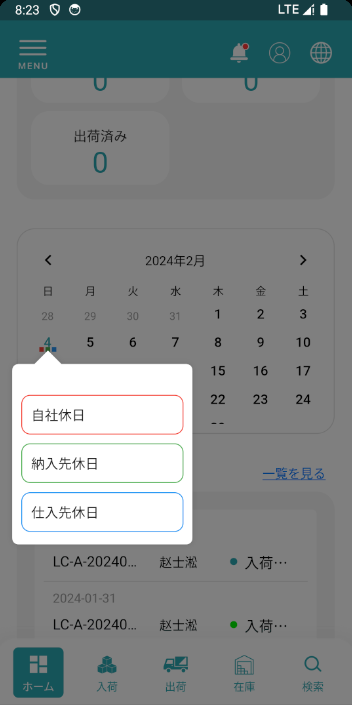 8:23 LTE
MENU
0 0
出荷済み
0
2024年2月
日 月 火 水 木 金 土
28 29 30 31 1 2 3
4 5 6 7 8 9 10
15 16 17
自社休日
22 23 24
納入先休日
一覧を見る
仕入先休日
LC-A-20240... 赵士淞 入荷…
2024-01-31
LC-A-20240... 赵士淞 入荷…
ホーム 入荷 出荷 在庫 検索